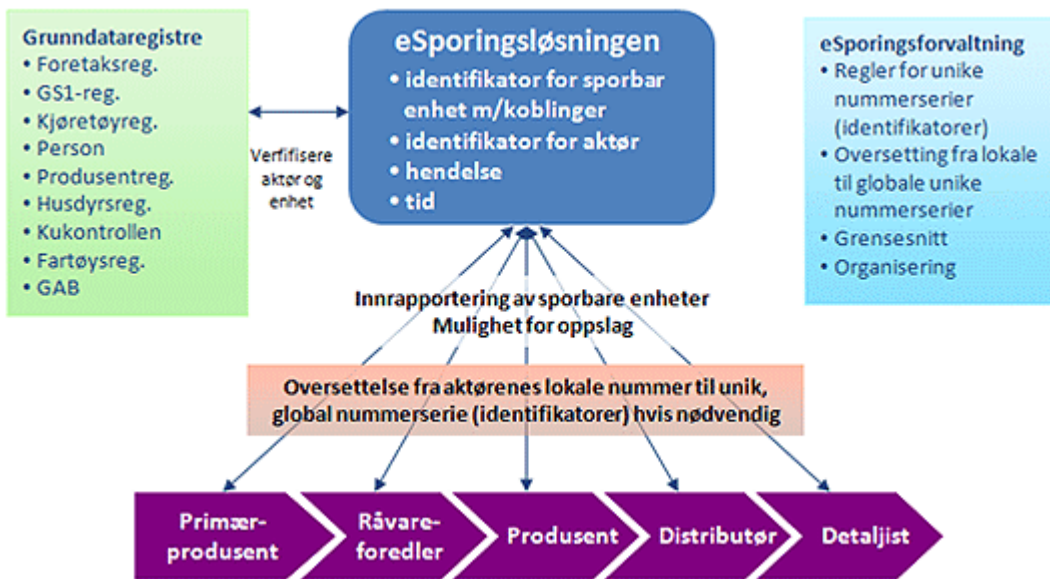 Grunndataregistre
• Foretaksreg.
• GS1-reg.
• Kjøretøyreg.
• Person
• Produsentreg.
• Husdyrsreg.
• Kukontrollen
• Fartøysreg.
• GAB
Verfifisere
aktør og
enhet
eSporingsløsningen
• identifikator for sporbar
enhet m/koblinger
• identifikator for aktør
• hendelse
• tid
eSporingsforvaltning
• Regler for unike
nummerserier
(identifikatorer)
• Oversetting fra lokale
til globale unike
nummerserier
• Grensesnitt
• Organisering
Innrapportering av sporbare enheter
Mulighet for oppslag
Oversettelse fra aktørenes lokale nummer til unik,
global nummerserie (identifikatorer) hvis nødvendig
Primær-
produsent
Råvare-
foredler
Produsent
Distributør
Detaljist